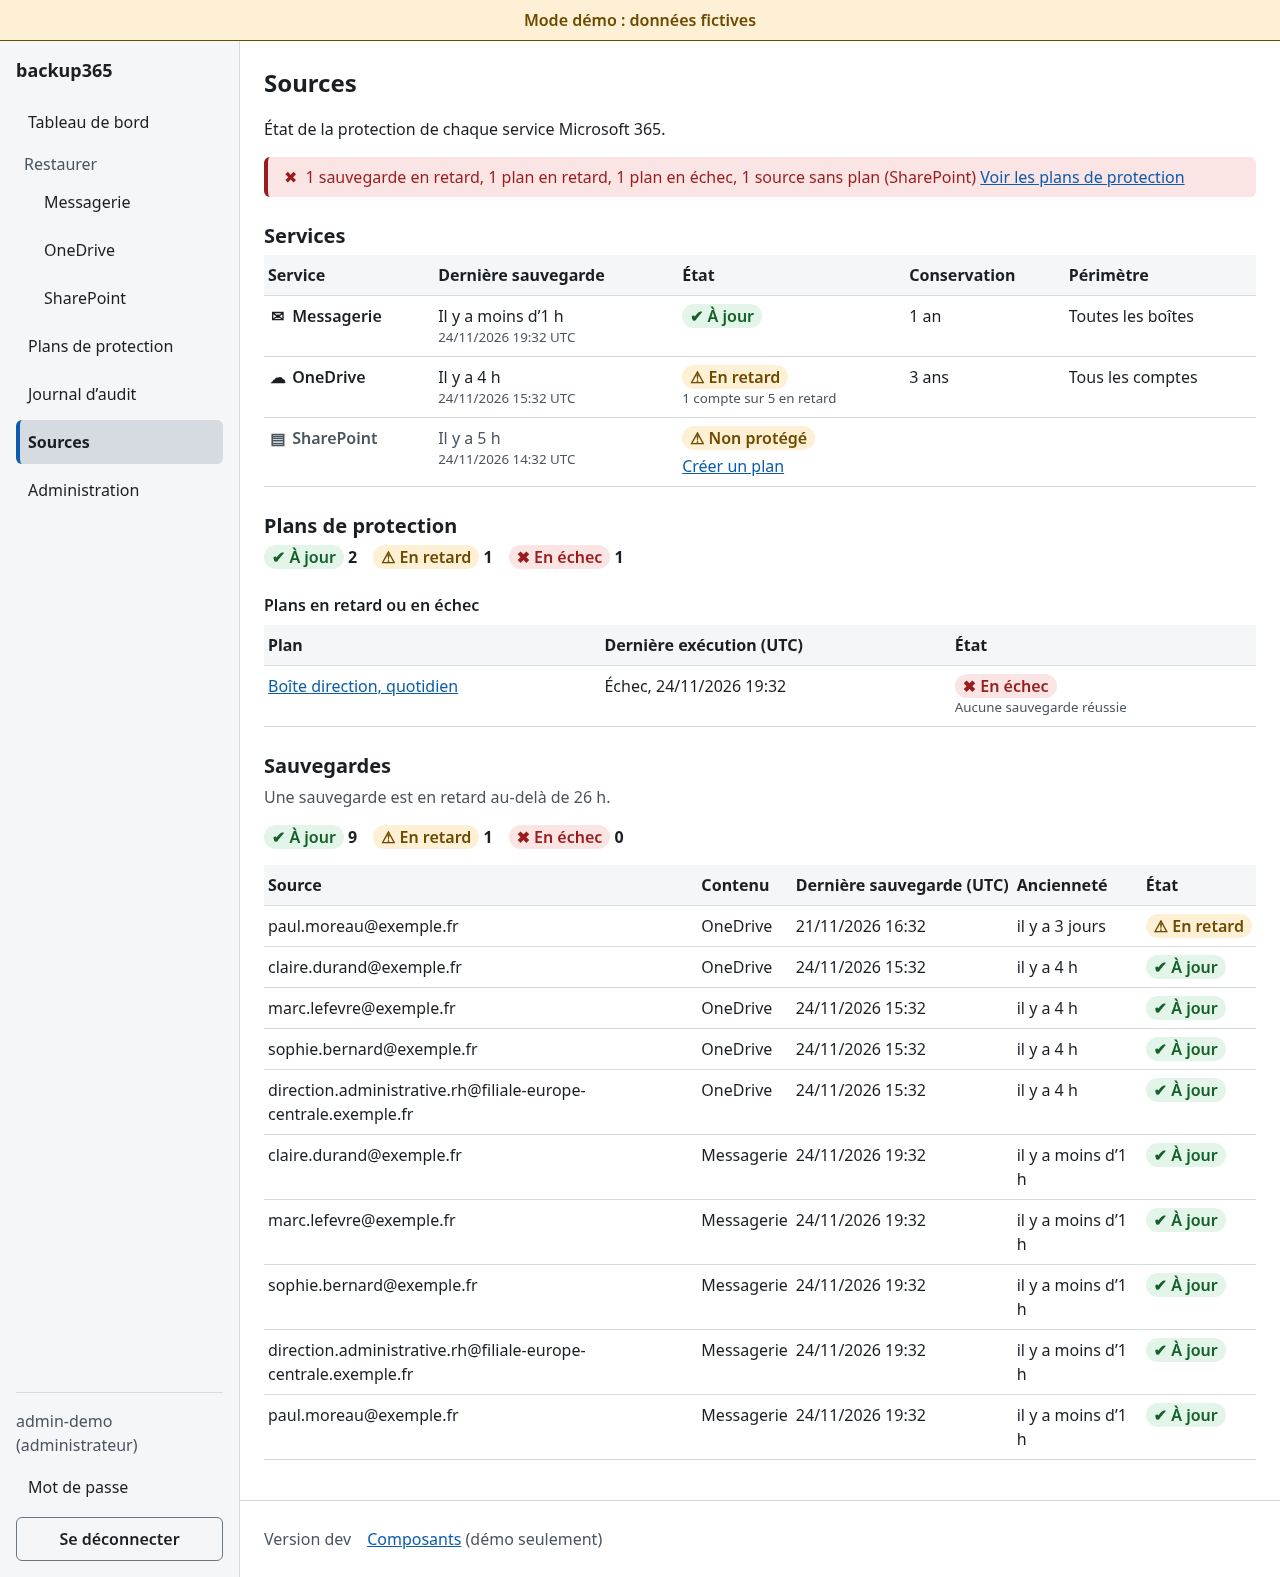 Mode démo : données fictives
backup365
Tableau de bord
Restaurer
Messagerie
OneDrive
SharePoint
Plans de protection
Journal d’audit
Sources
Administration
admin-demo
(administrateur)
Mot de passe
Se déconnecter
Sources
État de la protection de chaque service Microsoft 365.
✖ 1 sauvegarde en retard, 1 plan en retard, 1 plan en échec, 1 source sans plan (SharePoint) Voir les plans de protection
Services
Service Dernière sauvegarde État Conservation Périmètre
✉ Messagerie Il y a moins d’1 h ✔ À jour 1 an Toutes les boîtes
24/11/2026 19:32 UTC
☁ OneDrive Il y a 4 h ⚠ En retard 3 ans Tous les comptes
24/11/2026 15:32 UTC 1 compte sur 5 en retard
▤ SharePoint Il y a 5 h ⚠ Non protégé
24/11/2026 14:32 UTC Créer un plan
Plans de protection
✔ À jour 2 ⚠ En retard 1 ✖ En échec 1
Plans en retard ou en échec
Plan Dernière exécution (UTC) État
Boîte direction, quotidien Échec, 24/11/2026 19:32 ✖ En échec
Aucune sauvegarde réussie
Sauvegardes
Une sauvegarde est en retard au-delà de 26 h.
✔ À jour 9 ⚠ En retard 1 ✖ En échec 0
Source Contenu Dernière sauvegarde (UTC) Ancienneté État
paul.moreau@exemple.fr OneDrive 21/11/2026 16:32 il y a 3 jours ⚠ En retard
claire.durand@exemple.fr OneDrive 24/11/2026 15:32 il y a 4 h ✔ À jour
marc.lefevre@exemple.fr OneDrive 24/11/2026 15:32 il y a 4 h ✔ À jour
sophie.bernard@exemple.fr OneDrive 24/11/2026 15:32 il y a 4 h ✔ À jour
direction.administrative.rh@filiale-europe- OneDrive 24/11/2026 15:32 il y a 4 h ✔ À jour
centrale.exemple.fr
claire.durand@exemple.fr Messagerie 24/11/2026 19:32 il y a moins d’1 ✔ À jour
h
marc.lefevre@exemple.fr Messagerie 24/11/2026 19:32 il y a moins d’1 ✔ À jour
h
sophie.bernard@exemple.fr Messagerie 24/11/2026 19:32 il y a moins d’1 ✔ À jour
h
direction.administrative.rh@filiale-europe- Messagerie 24/11/2026 19:32 il y a moins d’1 ✔ À jour
centrale.exemple.fr h
paul.moreau@exemple.fr Messagerie 24/11/2026 19:32 il y a moins d’1 ✔ À jour
h
Version dev Composants (démo seulement)